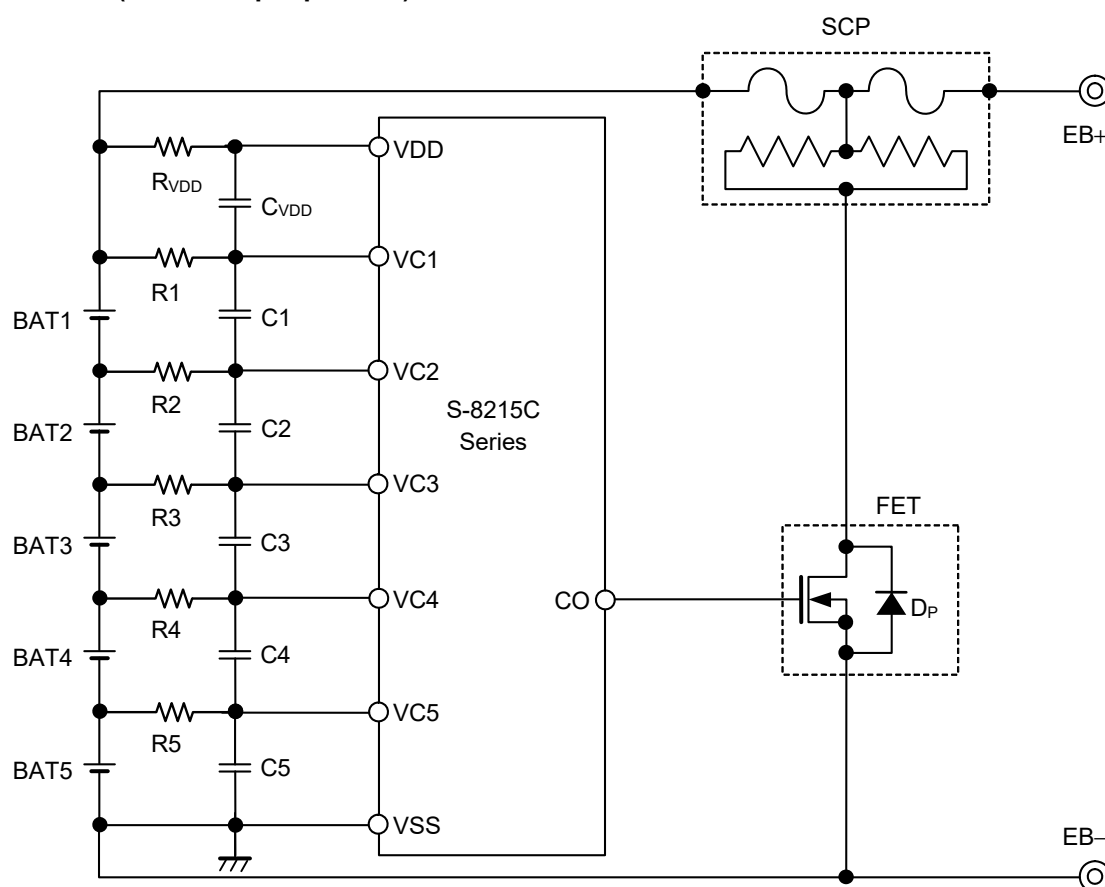 SCP
EB+
VDD
RVDD
CVDD
VC1
R1
BAT1
C1
VC2
R2
S-8215C
Series
BAT2
C2
VC3
R3
FET
BAT3
C3
VC4
CO
R4
DP
BAT4
C4
VC5
R5
BAT5
C5
VSS
EB−